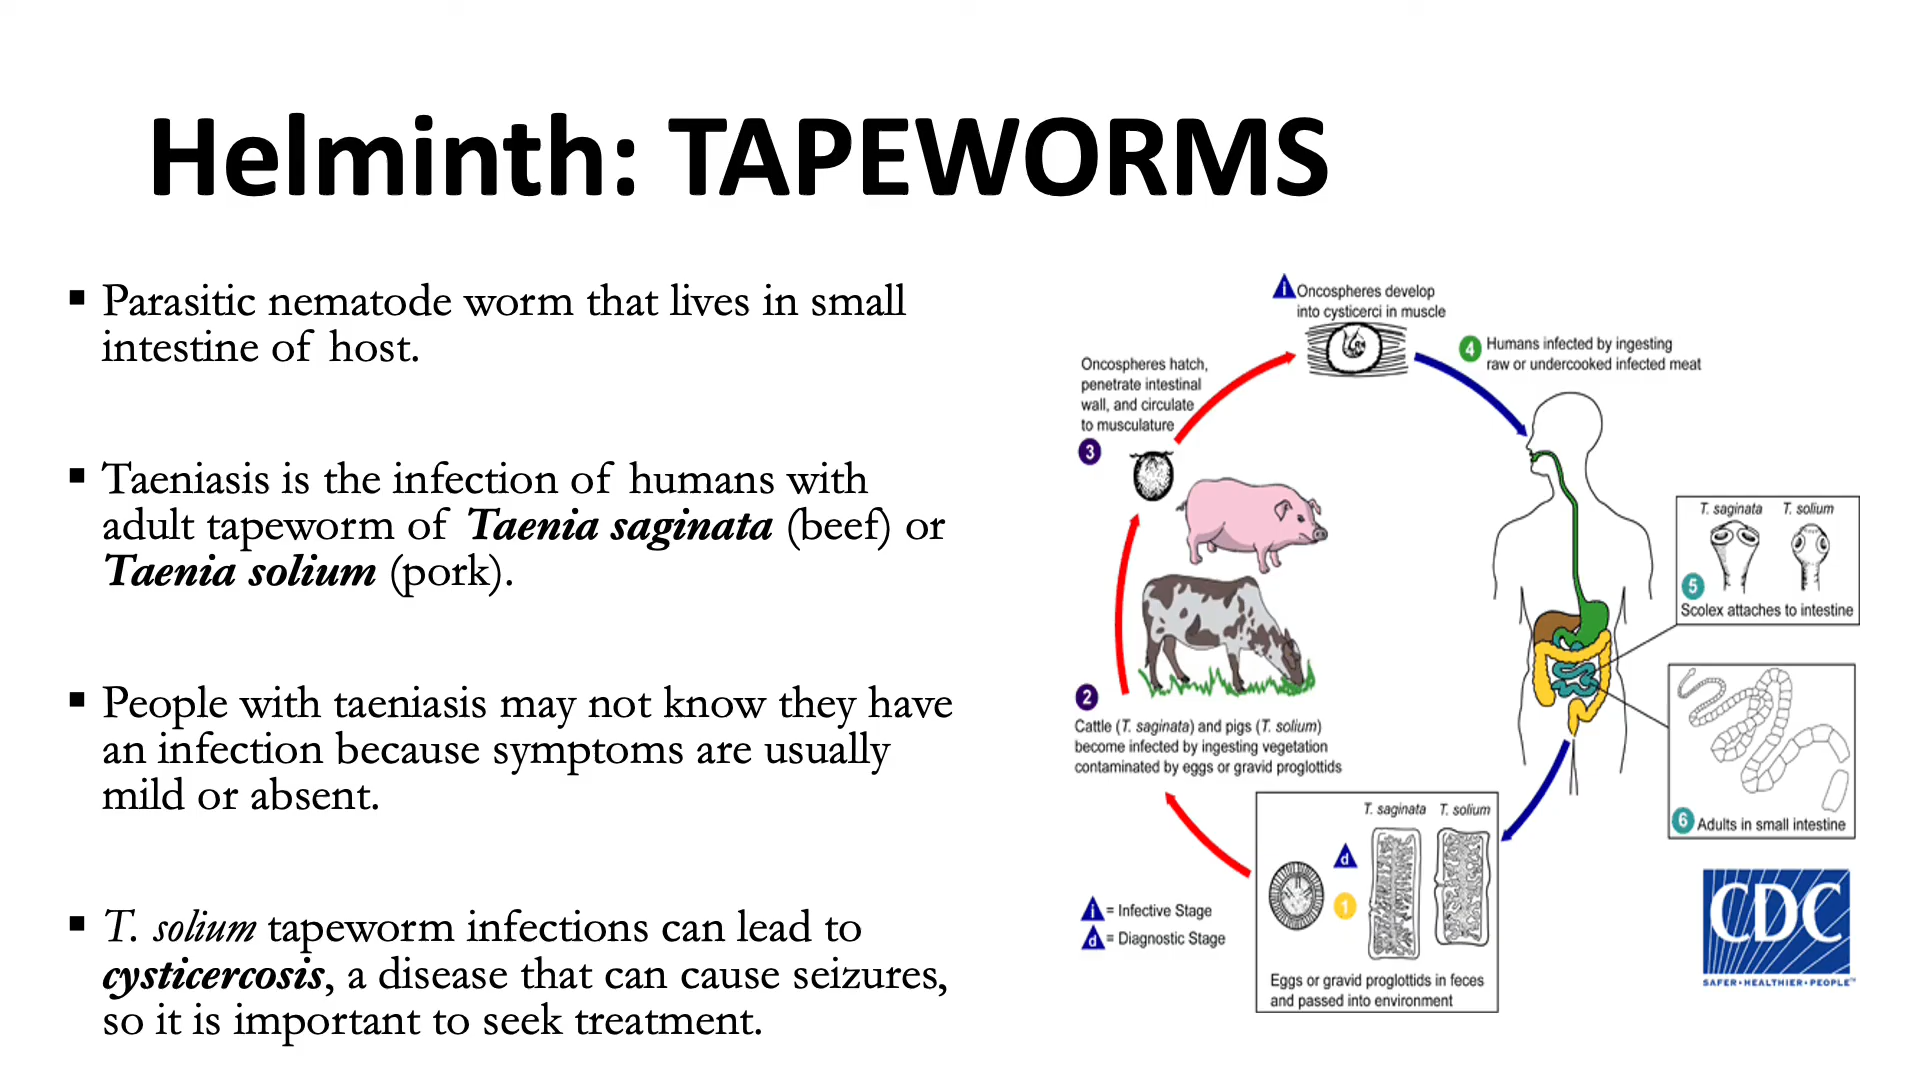 Helminth: TAPEWORMS
▪ Parasitic nematode worm that lives in small
intestine of host.
▪ Taeniasis is the infection of humans with
adult tapeworm of Taenia saginata (beef) or
Taenia solium (pork).
▪ People with taeniasis may not know they have
an infection because symptoms are usually
mild or absent.
▪ T. solium tapeworm infections can lead to
cysticercosis, a disease that can cause seizures,
so it is important to seek treatment.
i
Oncospheres develop
into cysticerci in muscle
4
Humans infected by ingesting
raw or undercooked infected meat
Oncospheres hatch,
penetrate intestinal
wall, and circulate
to musculature
3
T. saginata T. solium
5
Scolex attaches to intestine
2
Cattle (T. saginata) and pigs (T. solium)
become infected by ingesting vegetation
contaminated by eggs or gravid proglottids
6 Adults in small intestine
T. saginata T. solium
d
1
Eggs or gravid proglottids in feces
and passed into environment
i = Infective Stage
d = Diagnostic Stage
CDC
SAFER•HEALTHIER•PEOPLE™